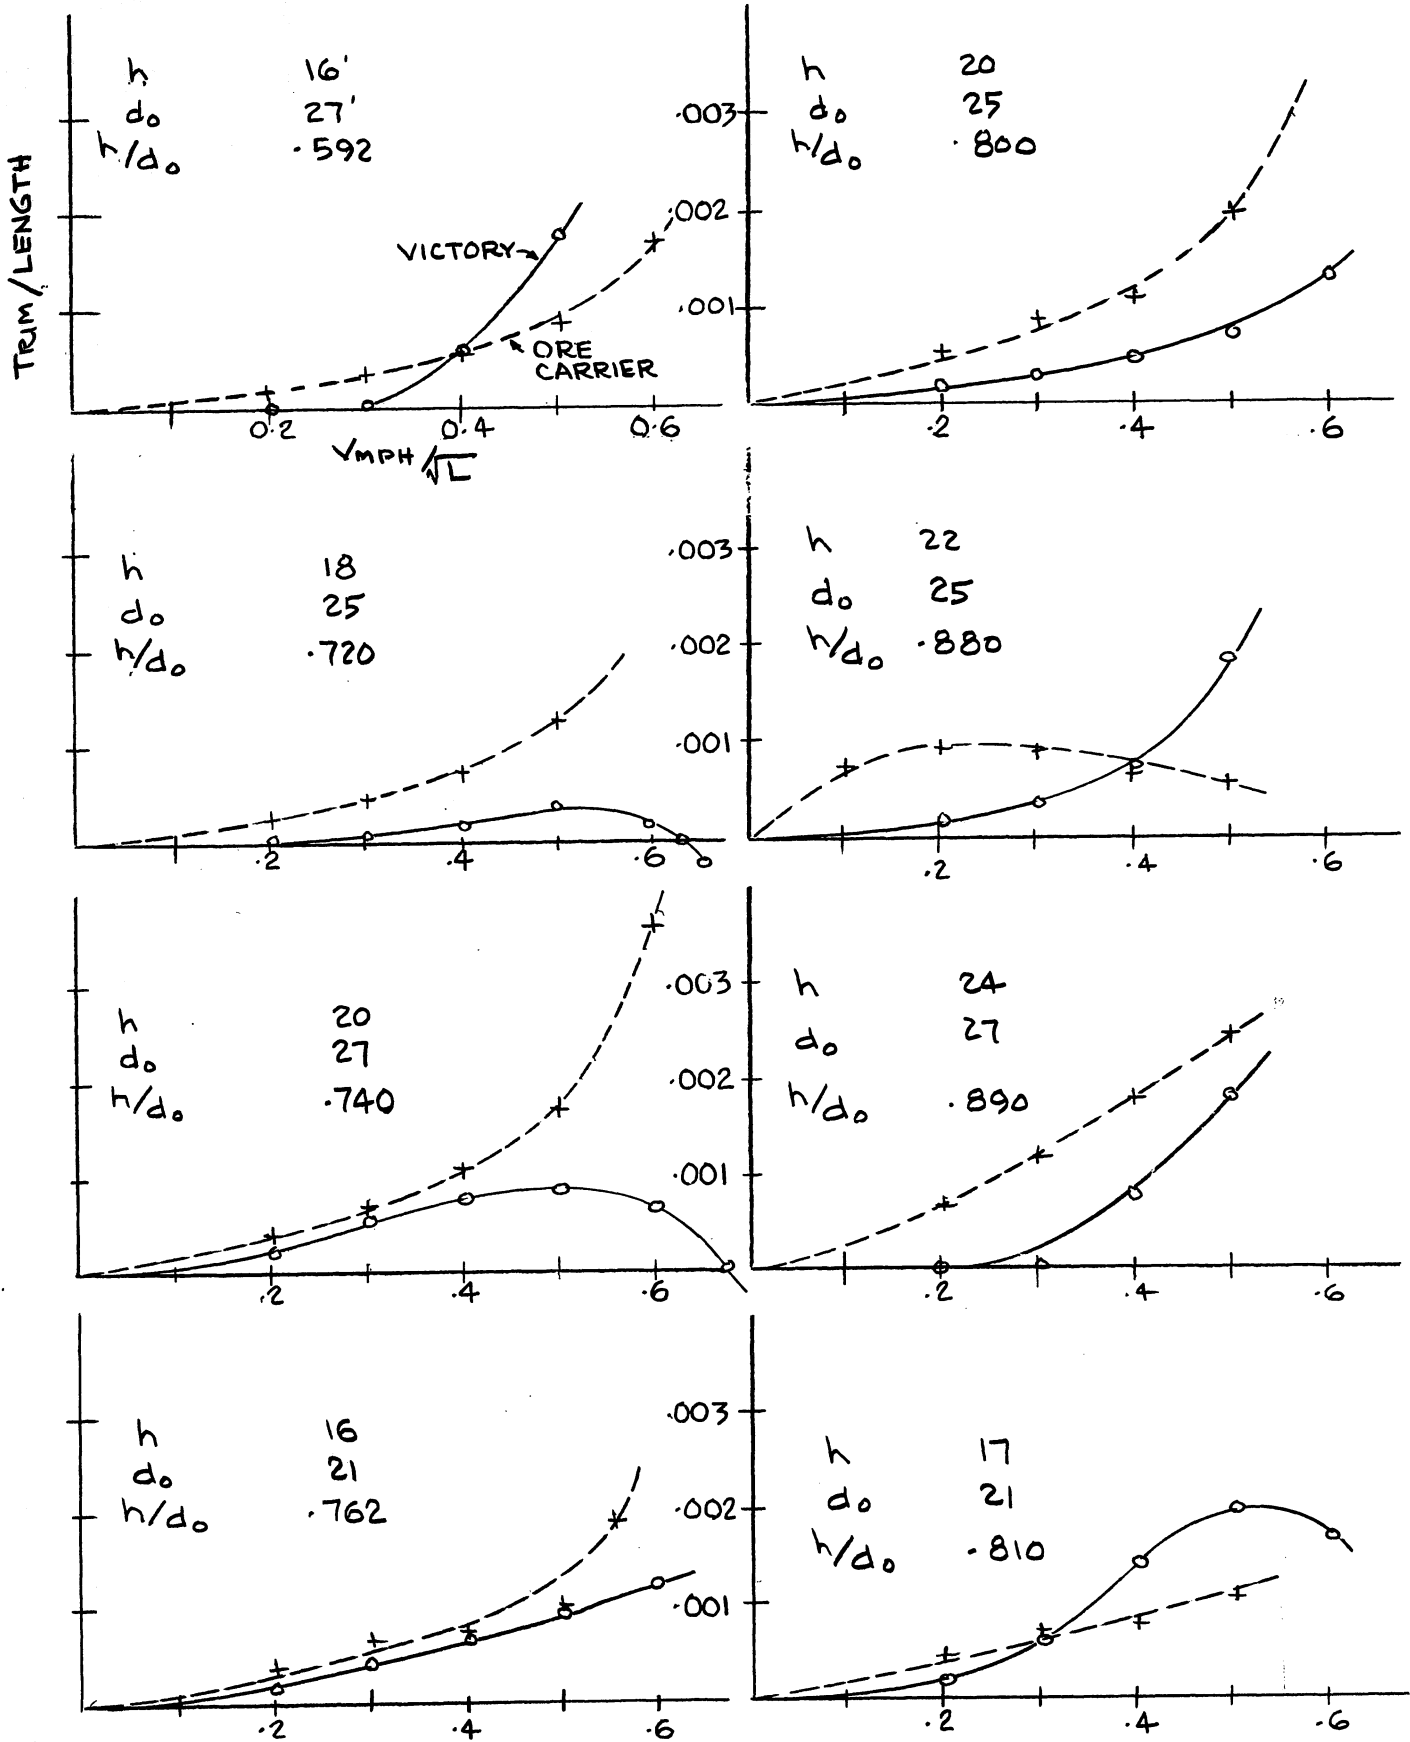 TRIM/LENGTH
h 16'
d₀ 27'
h/d₀ .592
VICTORY
ORE
CARRIER
0.2 0.4 0.6
VMPH/√L
h 20
.003 d₀ 25
h/d₀ .800
.002
.001
.2 .4 .6
h 18
d₀ 25
h/d₀ .720
.2 .4 .6
.003 h 22
d₀ 25
.002 h/d₀ .880
.001
.2 .4 .6
h 20
d₀ 27
h/d₀ .740
.2 .4 .6
.003 h 24
d₀ 27
.002 h/d₀ .890
.001
.2 .4 .6
h 16
d₀ 21
h/d₀ .762
.2 .4 .6
.003
h 17
.002 d₀ 21
h/d₀ .810
.001
.2 .4 .6